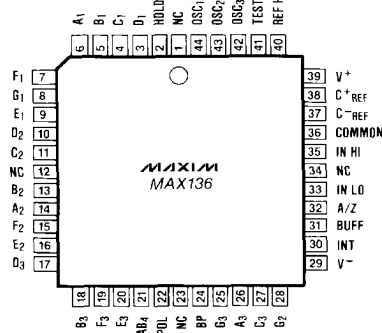 A1 B1 C1 D1 HOLD NC OSC1 OSC2 OSC3 TEST REF HI
6 5 4 3 2 1 44 43 42 41 40
F1 7
G1 8
E1 9
D2 10
C2 11
NC 12
B2 13
A2 14
F2 15
E2 16
D3 17
MAXIM
MAX136
39 V+
38 C+REF
37 C-REF
36 COMMON
35 IN HI
34 NC
33 IN LO
32 A/Z
31 BUFF
30 INT
29 V-
18 19 20 21 22 23 24 25 26 27 28
B3 F3 E3 AB4 POL NC BP G3 A3 C3 G2